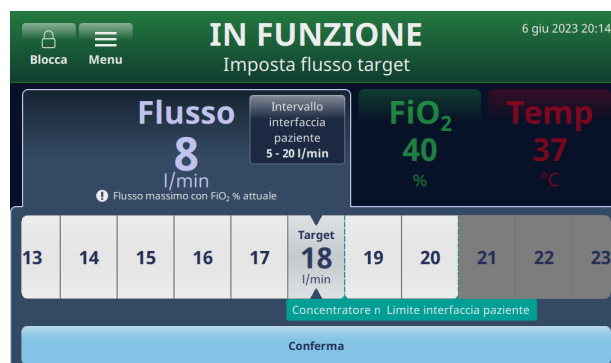 IN FUNZIONE
6 giu 2023 20:14
Blocca
Menu
Imposta flusso target
Flusso
8
l/min
Flusso massimo con FiO2 % attuale
Intervallo
interfaccia
paziente
5 - 20 l/min
FiO2
40
%
Temp
37
°C
13 14 15 16 17
Target
18
l/min
19 20 21 22 23
Concentratore n Limite interfaccia paziente
Conferma